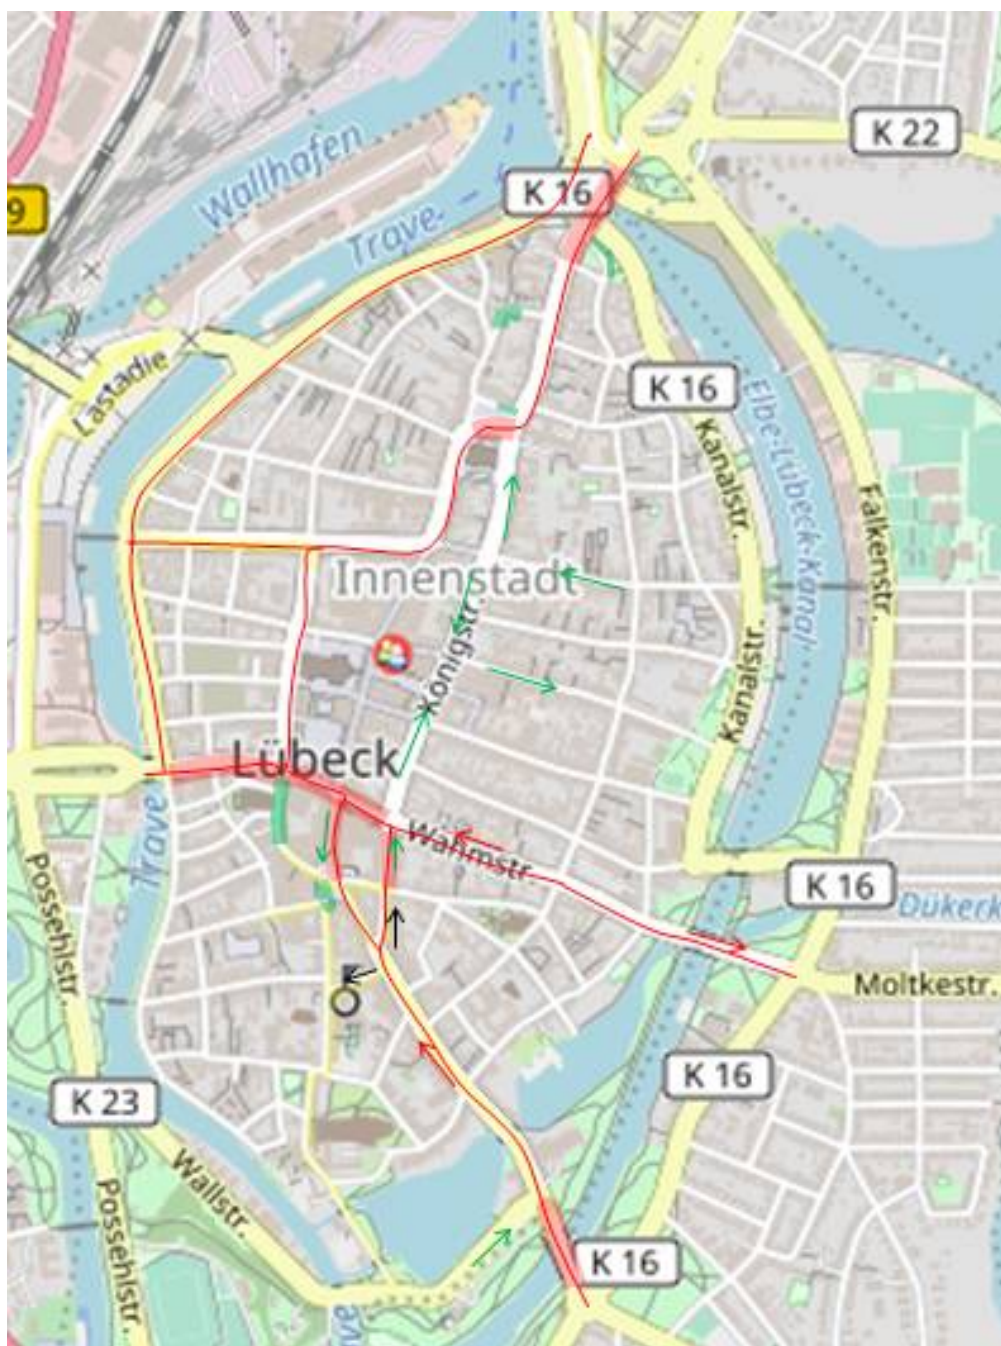 K 22
K 16
9
Wallhafen
Trave
Lastadie
K 16
Elbe-Lübeck-Kanal
Kanalstr.
Falkenstr.
Innenstadt
Königstr.
Kanalstr.
Lübeck
Wahmstr.
Trave
Possehlstr.
K 16
Dükerk
Moltkestr.
K 16
K 23
Wallstr.
Possehlstr.
K 16